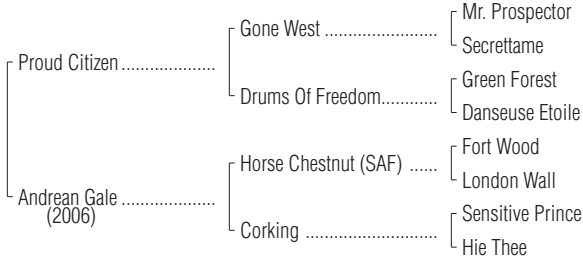 Mr. Prospector
Gone West ........................
Secrettame
Proud Citizen ....................
Green Forest
Drums Of Freedom............
Danseuse Etoile
Fort Wood
Horse Chestnut (SAF) ......
London Wall
Andrean Gale ....................
(2006)
Sensitive Prince
Corking ............................
Hie Thee